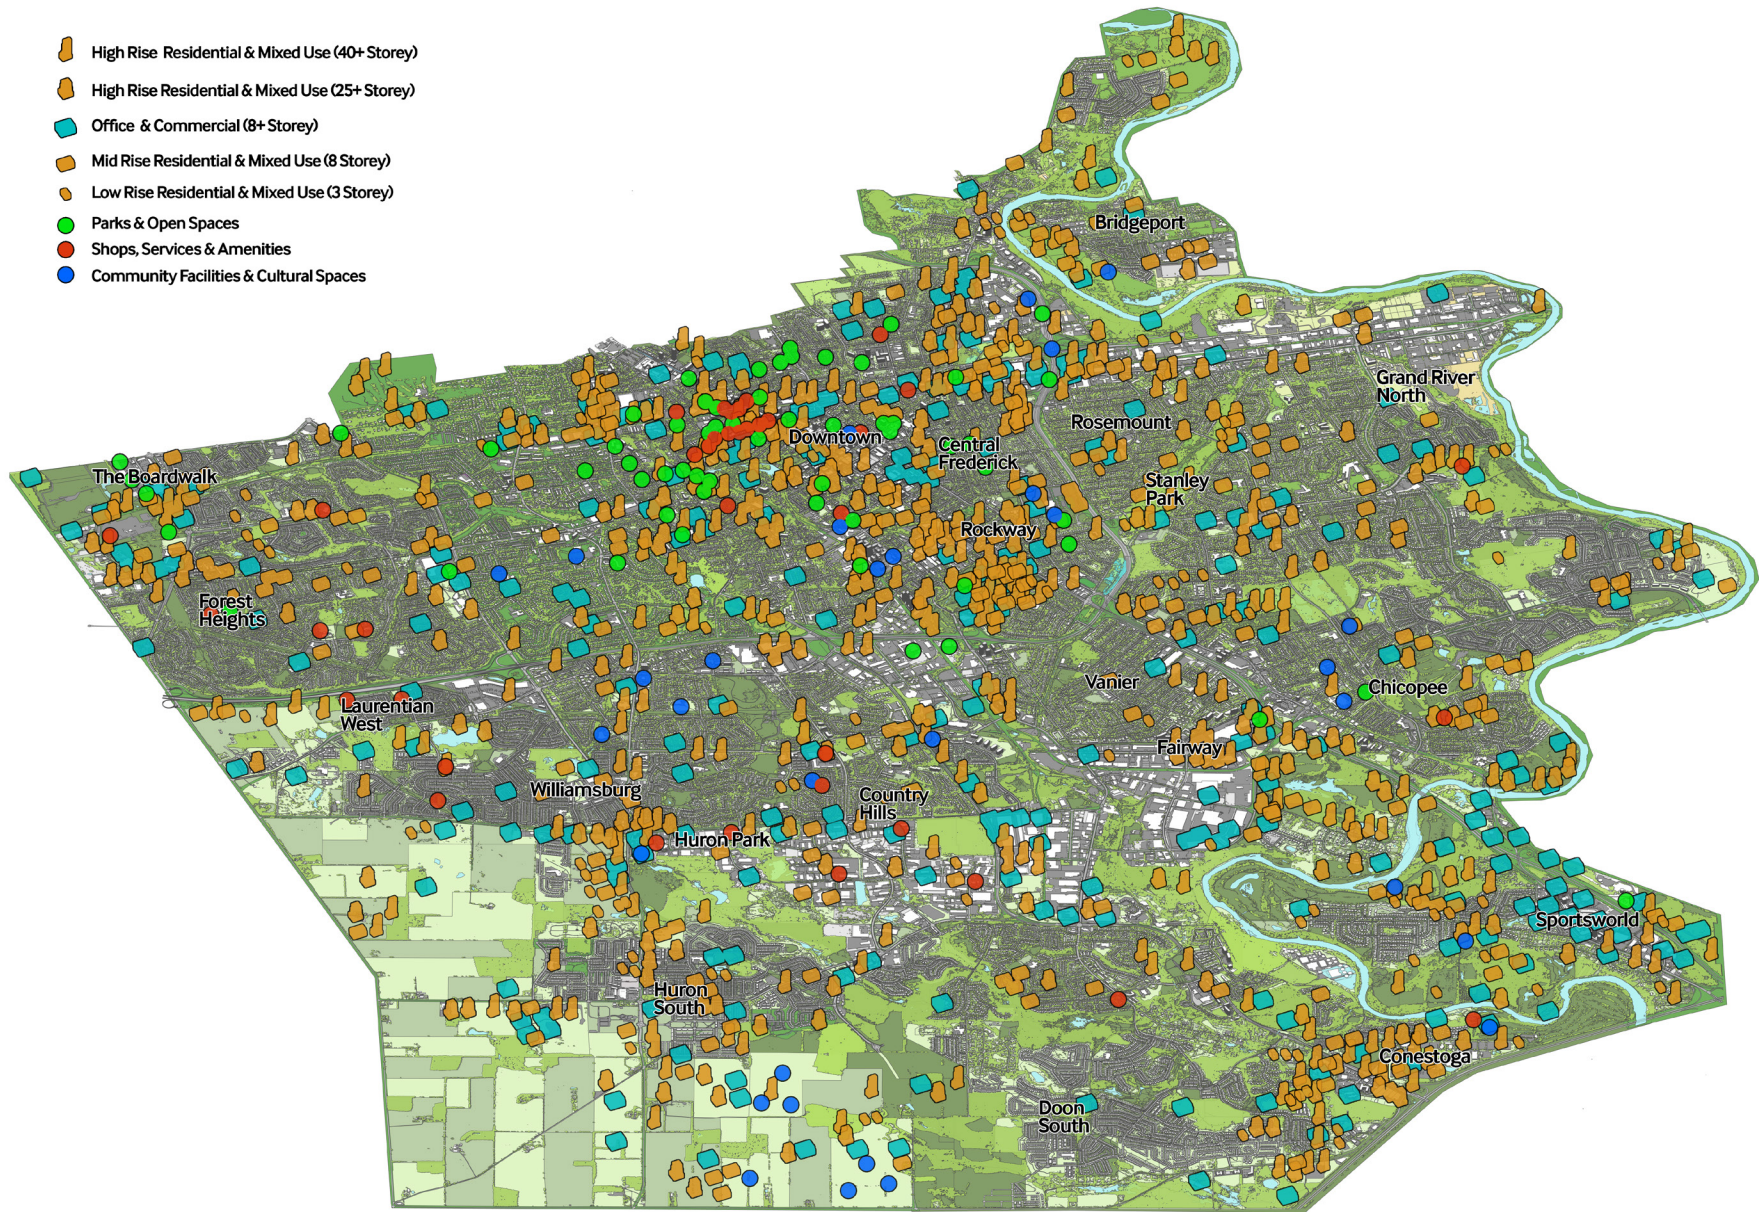 High Rise Residential & Mixed Use (40+ Storey)
High Rise Residential & Mixed Use (25+ Storey)
Office & Commercial (8+ Storey)
Mid Rise Residential & Mixed Use (8 Storey)
Low Rise Residential & Mixed Use (3 Storey)
Parks & Open Spaces
Shops, Services & Amenities
Community Facilities & Cultural Spaces
Bridgeport
Grand River
North
Rosemount
Downtown
Central
Frederick
The Boardwalk
Stanley
Park
Rockway
Forest
Heights
Vanier
Chicopee
Laurentian
West
Fairway
Williamsburg
Country
Hills
Huron Park
Sportsworld
Huron
South
Conestoga
Doon
South